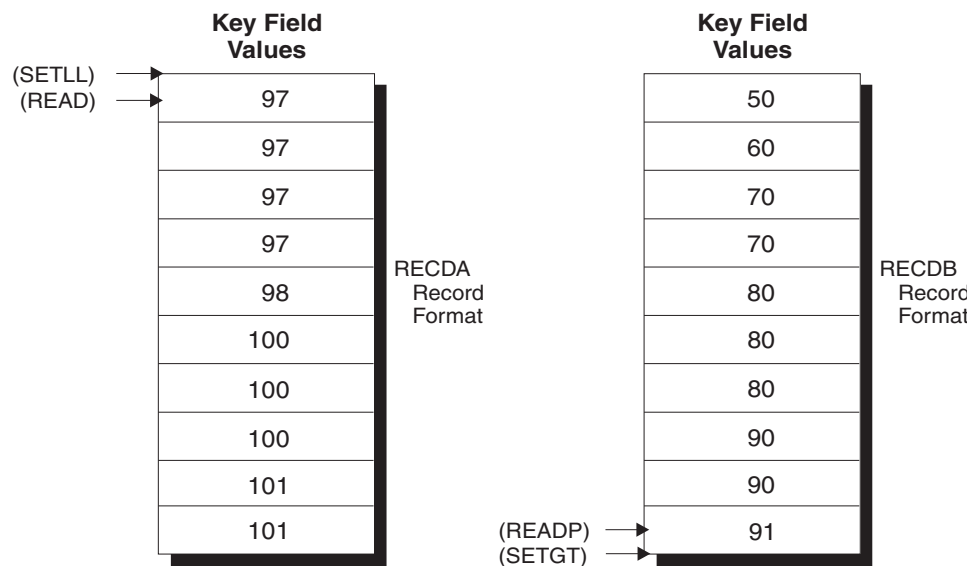 Key Field
Values
(SETLL)
(READ)
97
97
97
97
98
100
100
100
101
101
RECDA
Record
Format
Key Field
Values
50
60
70
70
80
80
80
90
90
91
(READP)
(SETGT)
RECDB
Record
Format